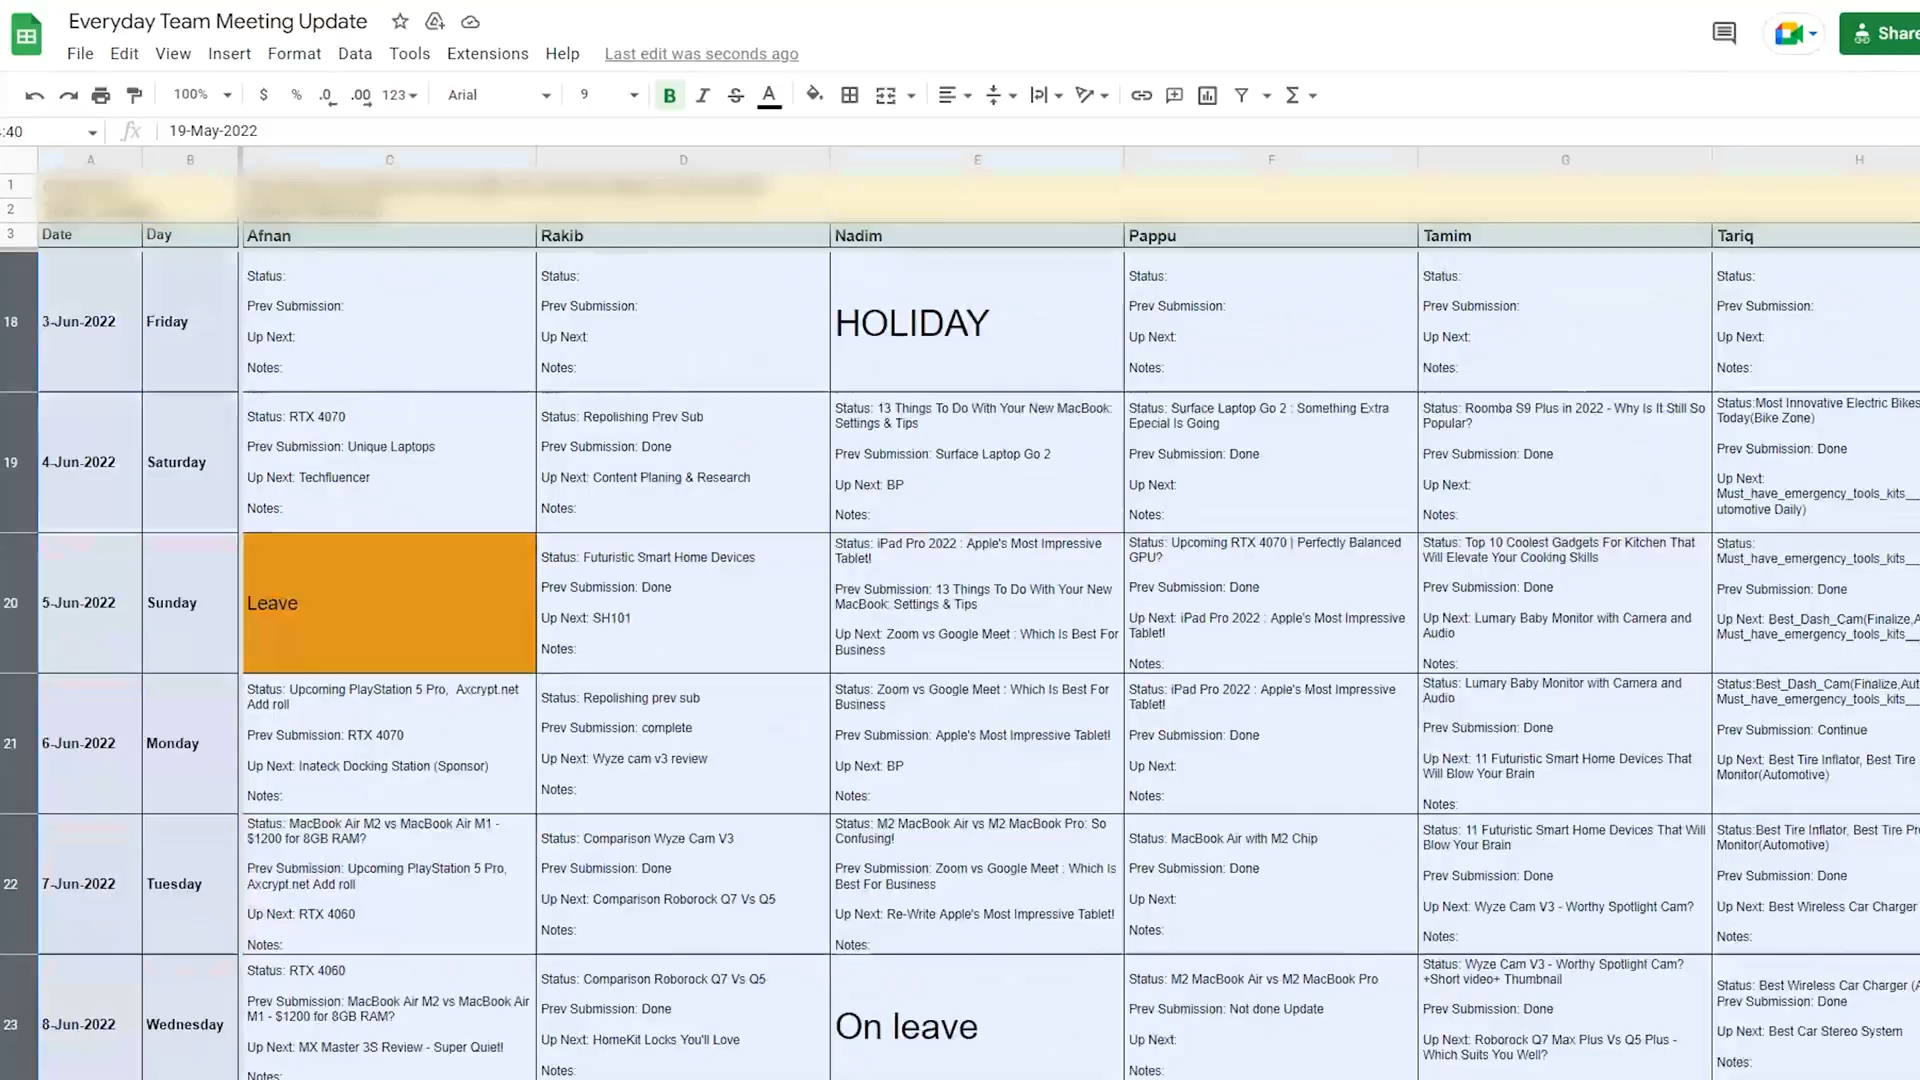 Everyday Team Meeting Update
File Edit View Insert Format Data Tools Extensions Help Last edit was seconds ago
Share
100% $ % .0 .00 123 Arial 9 B I S A Σ
:40 fx 19-May-2022
A B C D E F G H
1
2
3 Date Day Afnan Rakib Nadim Pappu Tamim Tariq
18 3-Jun-2022 Friday
Status:
Prev Submission:
Up Next:
Notes:
Status:
Prev Submission:
Up Next:
Notes:
HOLIDAY
Status:
Prev Submission:
Up Next:
Notes:
Status:
Prev Submission:
Up Next:
Notes:
Status:
Prev Submission:
Up Next:
Notes:
19 4-Jun-2022 Saturday
Status: RTX 4070
Prev Submission: Unique Laptops
Up Next: Techfluencer
Notes:
Status: Repolishing Prev Sub
Prev Submission: Done
Up Next: Content Planing & Research
Notes:
Status: 13 Things To Do With Your New MacBook:
Settings & Tips
Prev Submission: Surface Laptop Go 2
Up Next: BP
Notes:
Status: Surface Laptop Go 2 : Something Extra
Epecial Is Going
Prev Submission: Done
Up Next:
Notes:
Status: Roomba S9 Plus in 2022 - Why Is It Still So
Popular?
Prev Submission: Done
Up Next:
Notes:
Status:Most Innovative Electric Bikes
Today(Bike Zone)
Prev Submission: Done
Up Next:
Must_have_emergency_tools_kits__
utomotive Daily)
20 5-Jun-2022 Sunday
Leave
Status: Futuristic Smart Home Devices
Prev Submission: Done
Up Next: SH101
Notes:
Status: iPad Pro 2022 : Apple's Most Impressive
Tablet!
Prev Submission: 13 Things To Do With Your New
MacBook: Settings & Tips
Up Next: Zoom vs Google Meet : Which Is Best For
Business
Status: Upcoming RTX 4070 | Perfectly Balanced
GPU?
Prev Submission: Done
Up Next: iPad Pro 2022 : Apple's Most Impressive
Tablet!
Notes:
Status: Top 10 Coolest Gadgets For Kitchen That
Will Elevate Your Cooking Skills
Prev Submission: Done
Up Next: Lumary Baby Monitor with Camera and
Audio
Notes:
Status:
Must_have_emergency_tools_kits__
Prev Submission: Done
Up Next: Best_Dash_Cam(Finalize,A
Must_have_emergency_tools_kits__
21 6-Jun-2022 Monday
Status: Upcoming PlayStation 5 Pro, Axcrypt.net
Add roll
Prev Submission: RTX 4070
Up Next: Inateck Docking Station (Sponsor)
Notes:
Status: Repolishing prev sub
Prev Submission: complete
Up Next: Wyze cam v3 review
Notes:
Status: Zoom vs Google Meet : Which Is Best For
Business
Prev Submission: Apple's Most Impressive Tablet!
Up Next: BP
Notes:
Status: iPad Pro 2022 : Apple's Most Impressive
Tablet!
Prev Submission: Done
Up Next:
Notes:
Status: Lumary Baby Monitor with Camera and
Audio
Prev Submission: Done
Up Next: 11 Futuristic Smart Home Devices That
Will Blow Your Brain
Notes:
Status:Best_Dash_Cam(Finalize,Aut
Must_have_emergency_tools_kits__
Prev Submission: Continue
Up Next: Best Tire Inflator, Best Tire
Monitor(Automotive)
22 7-Jun-2022 Tuesday
Status: MacBook Air M2 vs MacBook Air M1 -
$1200 for 8GB RAM?
Prev Submission: Upcoming PlayStation 5 Pro,
Axcrypt.net Add roll
Up Next: RTX 4060
Notes:
Status: Comparison Wyze Cam V3
Prev Submission: Done
Up Next: Comparison Roborock Q7 Vs Q5
Notes:
Status: M2 MacBook Air vs M2 MacBook Pro: So
Confusing!
Prev Submission: Zoom vs Google Meet : Which Is
Best For Business
Up Next: Re-Write Apple's Most Impressive Tablet!
Notes:
Status: MacBook Air with M2 Chip
Prev Submission: Done
Up Next:
Notes:
Status: 11 Futuristic Smart Home Devices That Will
Blow Your Brain
Prev Submission: Done
Up Next: Wyze Cam V3 - Worthy Spotlight Cam?
Notes:
Status:Best Tire Inflator, Best Tire Pr
Monitor(Automotive)
Prev Submission: Done
Up Next: Best Wireless Car Charger
Notes:
23 8-Jun-2022 Wednesday
Status: RTX 4060
Prev Submission: MacBook Air M2 vs MacBook Air
M1 - $1200 for 8GB RAM?
Up Next: MX Master 3S Review - Super Quiet!
Notes:
Status: Comparison Roborock Q7 Vs Q5
Prev Submission: Done
Up Next: HomeKit Locks You'll Love
Notes:
On leave
Status: M2 MacBook Air vs M2 MacBook Pro
Prev Submission: Not done Update
Up Next:
Notes:
Status: Wyze Cam V3 - Worthy Spotlight Cam?
+Short video+ Thumbnail
Prev Submission: Done
Up Next: Roborock Q7 Max Plus Vs Q5 Plus -
Which Suits You Well?
Status: Best Wireless Car Charger (A
Prev Submission: Done
Up Next: Best Car Stereo System
Notes: